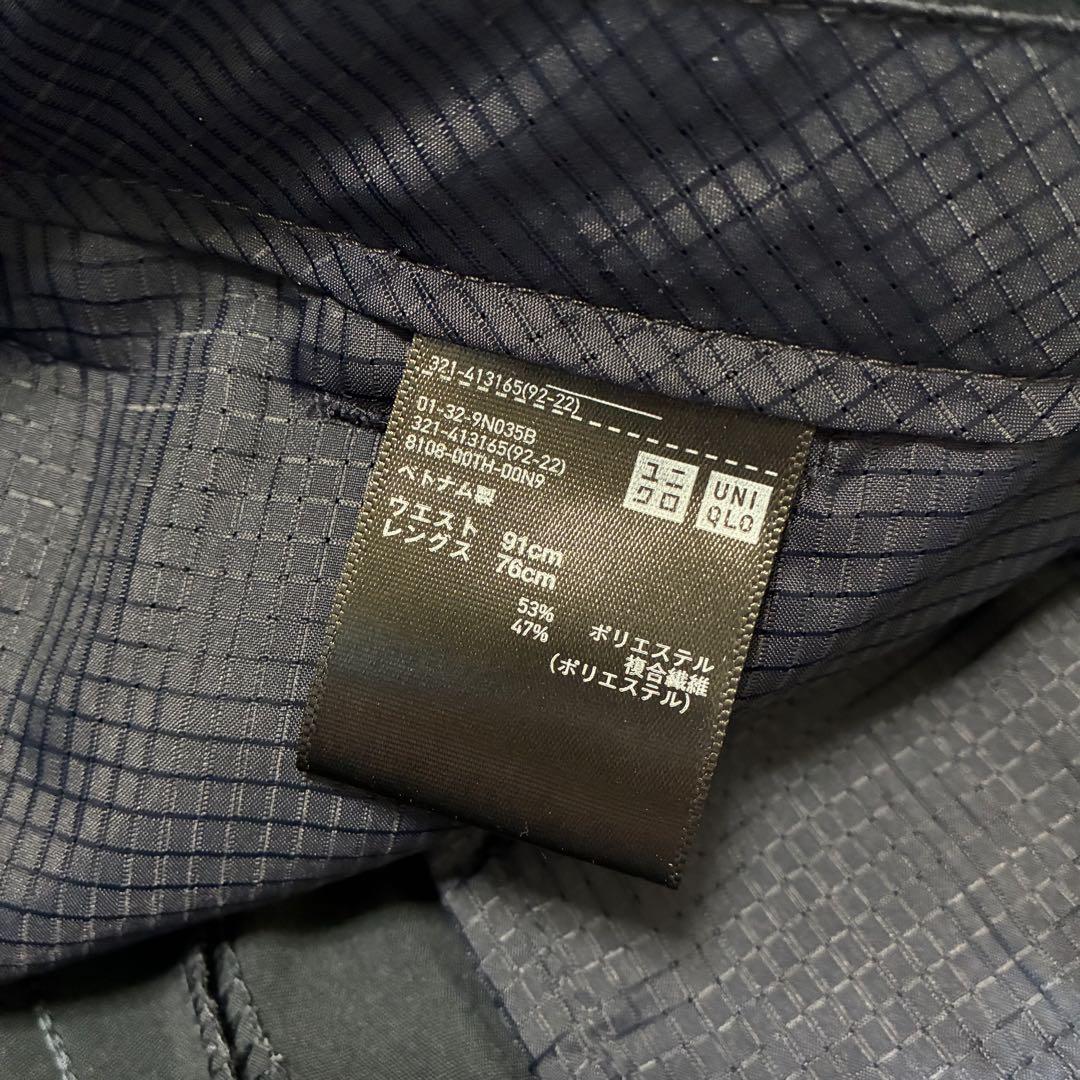 321-413165(92-22)
01-32-9N035B
321-413165(92-22)
8108-00TH-00N9
ユニクロ
UNIQLO
ベトナム製
ウエスト 91cm
レングス 76cm
53% ポリエステル
47% 複合繊維
(ポリエステル)